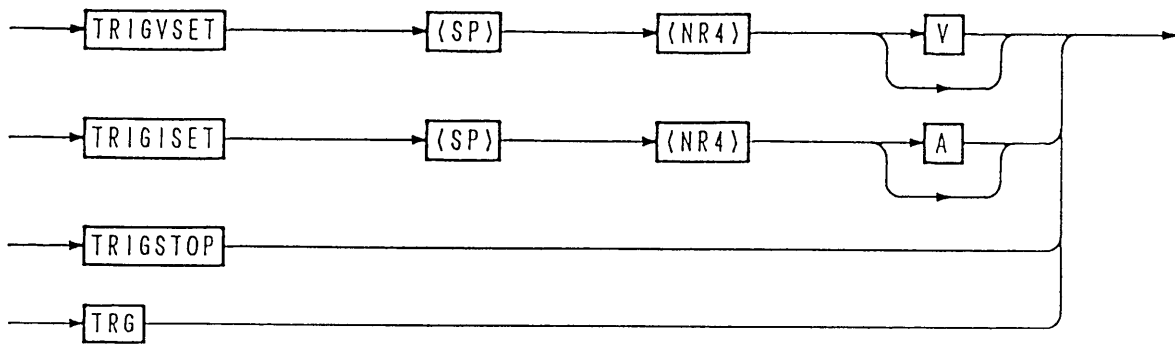 TRIGVSET (SP) (NR4) V
TRIGISET (SP) (NR4) A
TRIGSTOP
TRG